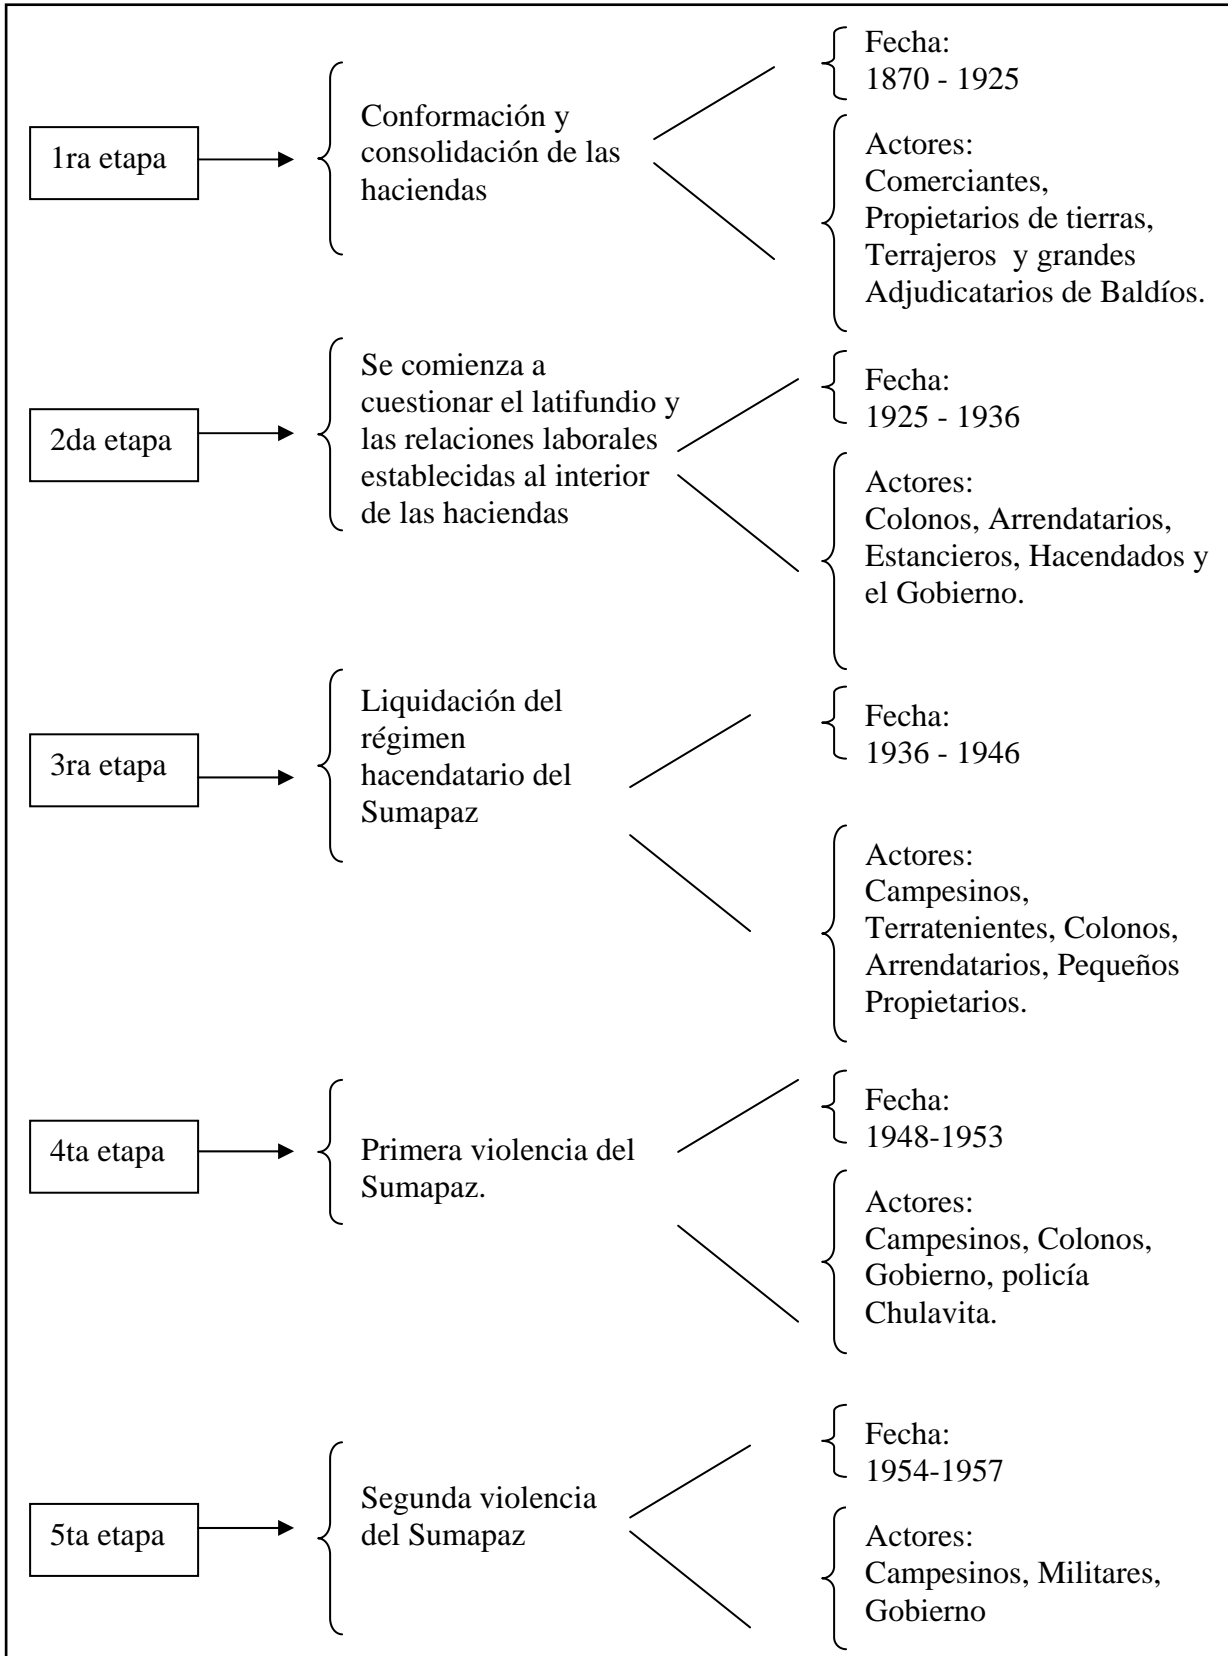 1ra etapa
Conformación y
consolidación de las
haciendas
Fecha:
1870 - 1925
Actores:
Comerciantes,
Propietarios de tierras,
Terrajeros y grandes
Adjudicatarios de Baldíos.
2da etapa
Se comienza a
cuestionar el latifundio y
las relaciones laborales
establecidas al interior
de las haciendas
Fecha:
1925 - 1936
Actores:
Colonos, Arrendatarios,
Estancieros, Hacendados y
el Gobierno.
3ra etapa
Liquidación del
régimen
hacendatario del
Sumapaz
Fecha:
1936 - 1946
Actores:
Campesinos,
Terratenientes, Colonos,
Arrendatarios, Pequeños
Propietarios.
4ta etapa
Primera violencia del
Sumapaz.
Fecha:
1948-1953
Actores:
Campesinos, Colonos,
Gobierno, policía
Chulavita.
5ta etapa
Segunda violencia
del Sumapaz
Fecha:
1954-1957
Actores:
Campesinos, Militares,
Gobierno